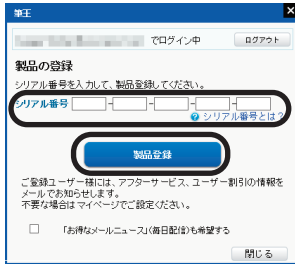 筆王
でログイン中 ログアウト
製品の登録
シリアル番号を入力して、製品登録してください。
シリアル番号 - - - - -
? シリアル番号とは?
製品登録
ご登録ユーザー様には、アフターサービス、ユーザー割引の情報を
メールでお知らせします。
不要な場合はマイページでご設定ください。
「お得なメールニュース」(毎日配信)も希望する
閉じる